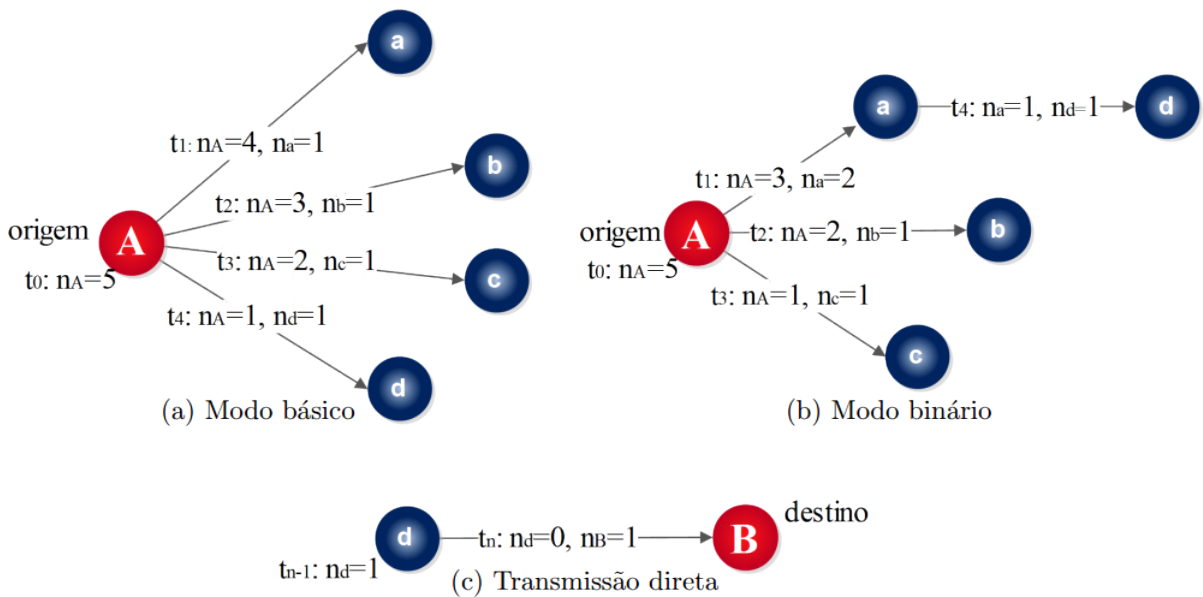 a
t1: nA=4, na=1
b
t2: nA=3, nb=1
origem
A
t0: nA=5
t3: nA=2, nc=1
c
t4: nA=1, nd=1
d
(a) Modo básico
a
t4: na=1, nd=1
d
t1: nA=3, na=2
origem
A
t2: nA=2, nb=1
b
t0: nA=5
t3: nA=1, nc=1
c
(b) Modo binário
d
tn: nd=0, nB=1
B
destino
tn-1: nd=1
(c) Transmissão direta